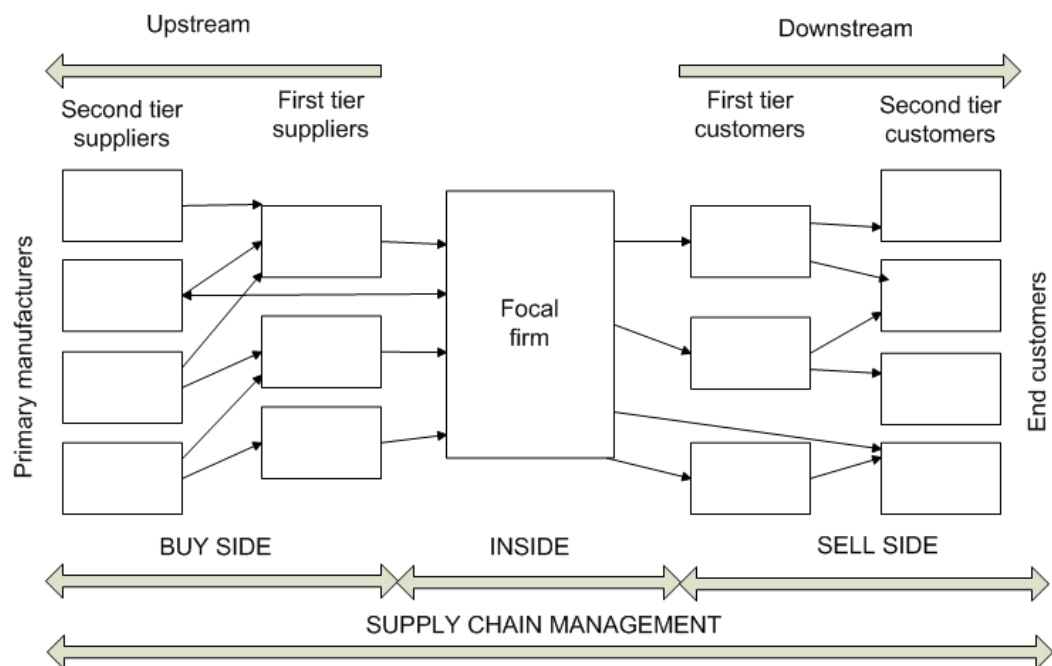 Upstream
Downstream
Second tier
suppliers
First tier
suppliers
First tier
customers
Second tier
customers
Primary manufacturers
Focal
firm
End customers
BUY SIDE
INSIDE
SELL SIDE
SUPPLY CHAIN MANAGEMENT